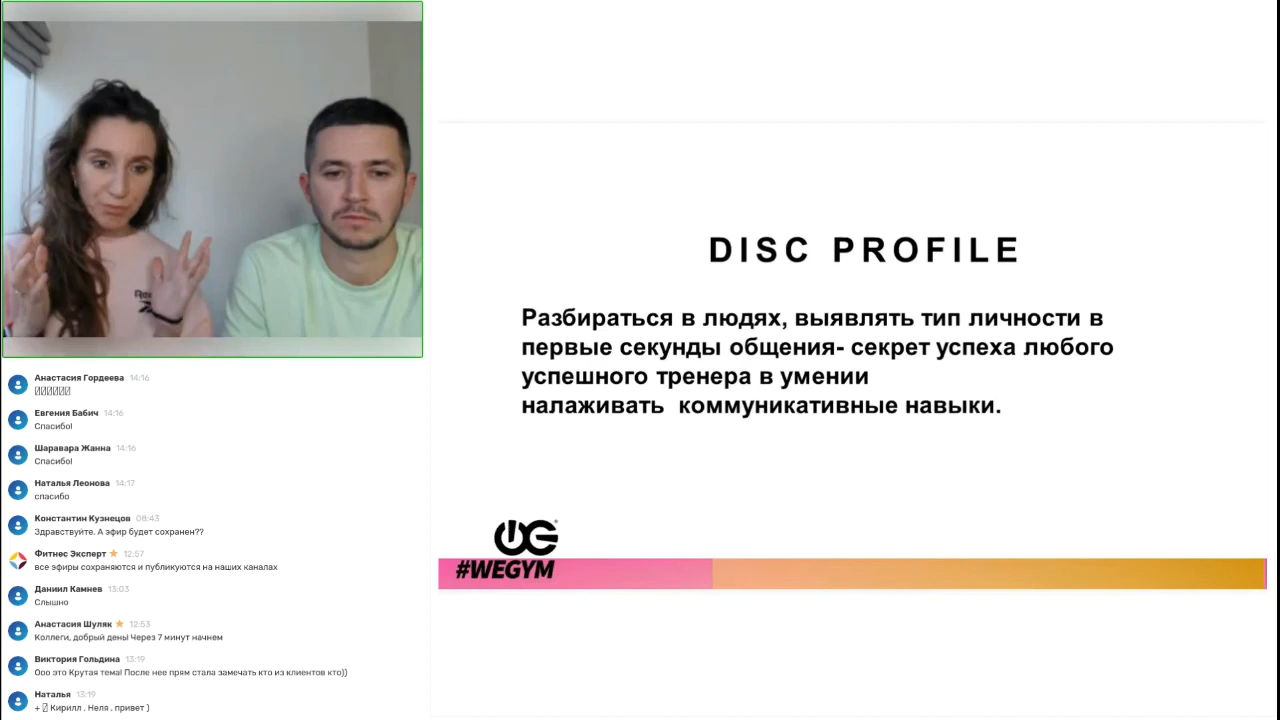 DISC PROFILE
Разбираться в людях, выявлять тип личности в
первые секунды общения- секрет успеха любого
успешного тренера в умении
налаживать коммуникативные навыки.
#WEGYM
Анастасия Гордеева 14:16
Евгения Бабич 14:16
Спасибо!
Шаравара Жанна 14:16
Спасибо!
Наталья Леонова 14:17
спасибо
Константин Кузнецов 08:43
Здравствуйте. А эфир будет сохранен??
Фитнес Эксперт 12:57
все эфиры сохраняются и публикуются на наших каналах
Даниил Камнев 13:03
Слышно
Анастасия Шуляк 12:53
Коллеги, добрый день! Через 7 минут начнем
Виктория Гольдина 13:19
Ооо это Крутая тема! После нее прям стала замечать кто из клиентов кто))
Наталья 13:19
+ Кирилл , Неля , привет )